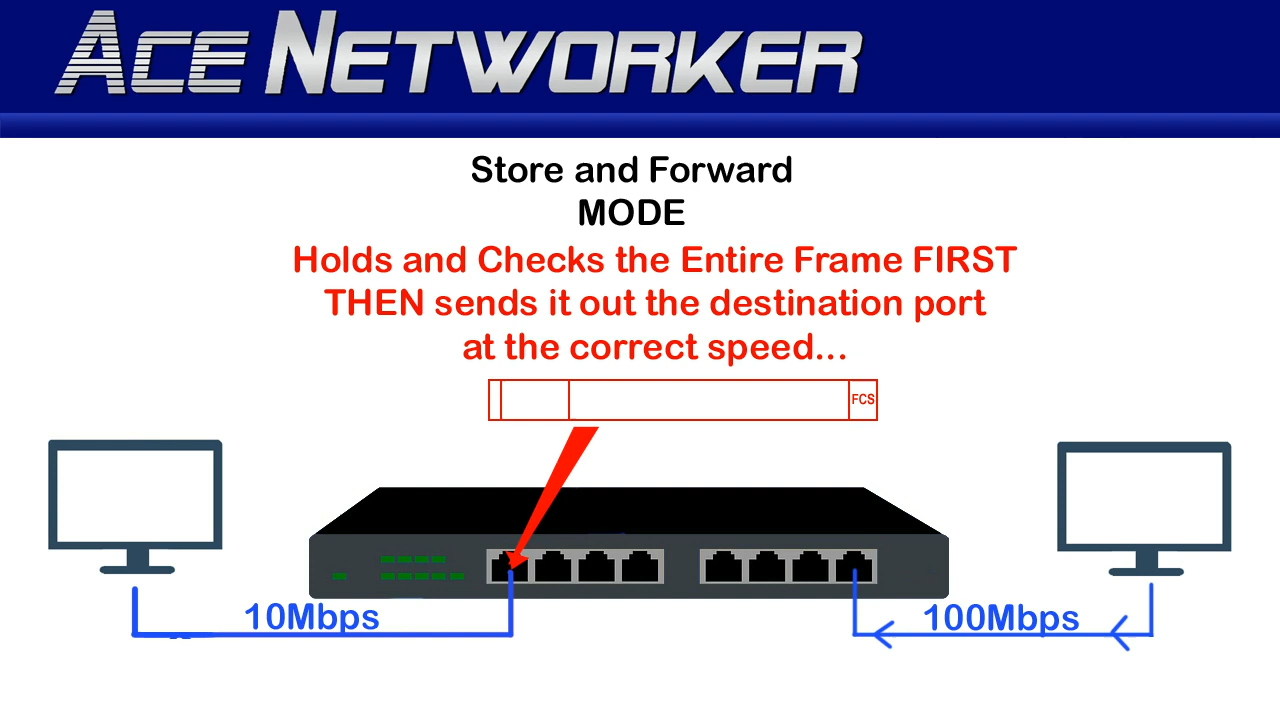 ACE NETWORKER
Store and Forward
MODE
Holds and Checks the Entire Frame FIRST
THEN sends it out the destination port
at the correct speed...
FCS
10Mbps
100Mbps